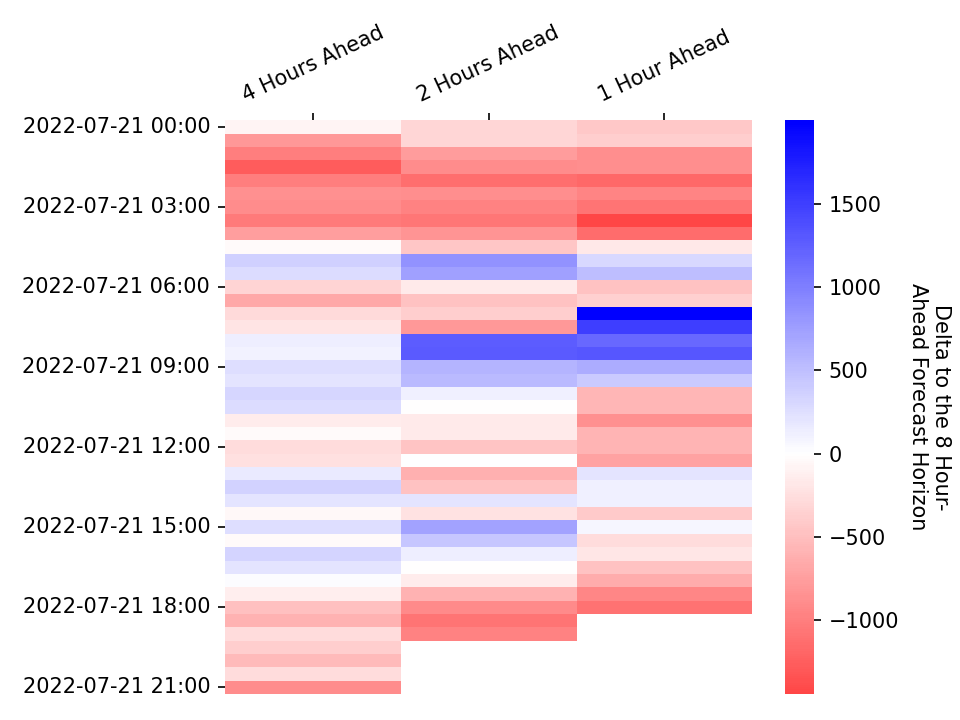 4 Hours Ahead
2 Hours Ahead
1 Hour Ahead
2022-07-21 00:00
2022-07-21 03:00
2022-07-21 06:00
2022-07-21 09:00
2022-07-21 12:00
2022-07-21 15:00
2022-07-21 18:00
2022-07-21 21:00
1500
1000
500
0
−500
−1000
Delta to the 8 Hour-
Ahead Forecast Horizon